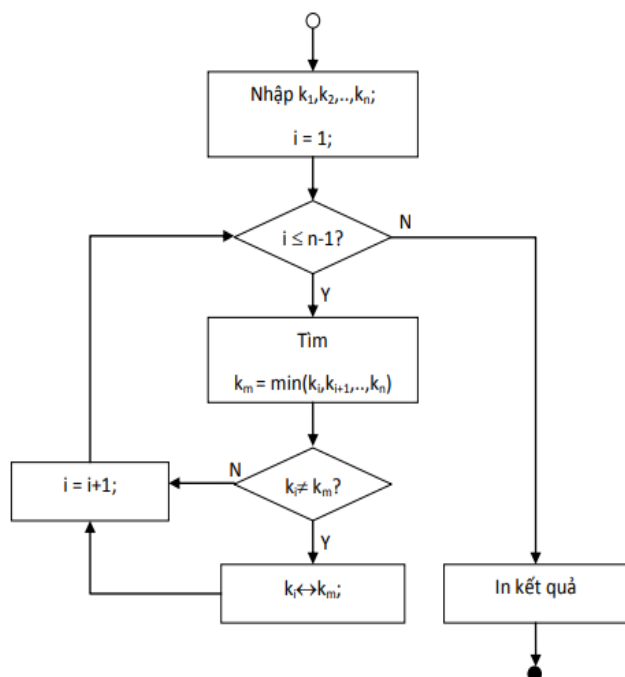 Nhập k₁,k₂,..,kₙ;
i = 1;
i ≤ n-1?
N
Y
Tìm
kₘ = min(kᵢ,kᵢ₊₁,..,kₙ)
N
i = i+1;
kᵢ≠ kₘ?
Y
kᵢ↔kₘ;
In kết quả